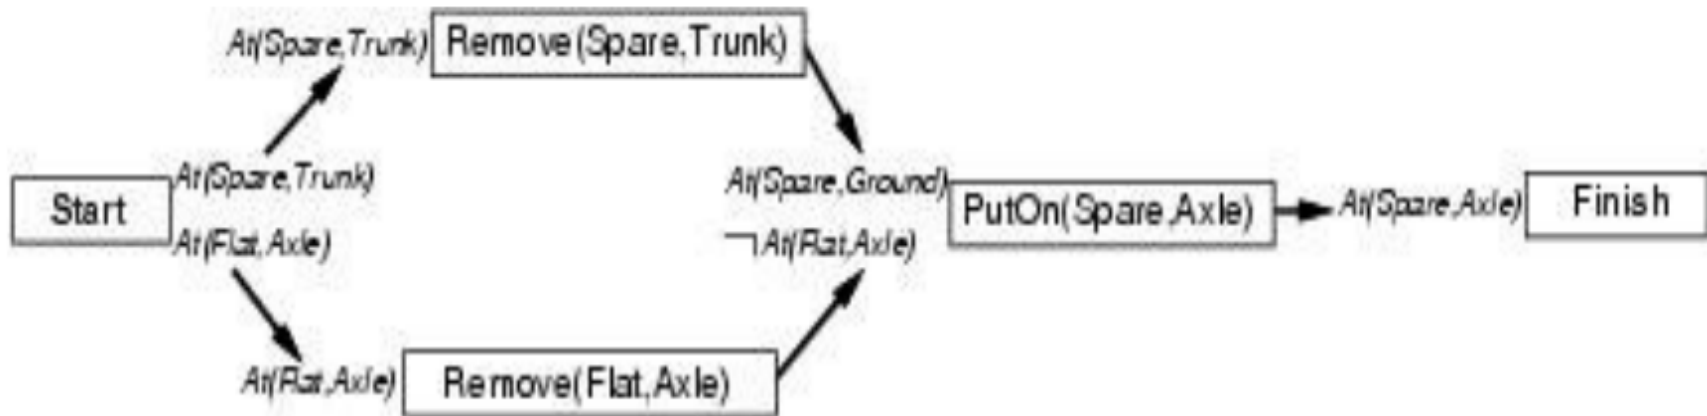 At(Spare,Trunk) Remove(Spare,Trunk)
At(Spare,Trunk)
Start
At(Flat,Axle)
At(Spare,Ground)
¬At(Flat,Axle)
PutOn(Spare,Axle)
At(Spare,Axle) Finish
At(Flat,Axle) Remove(Flat,Axle)